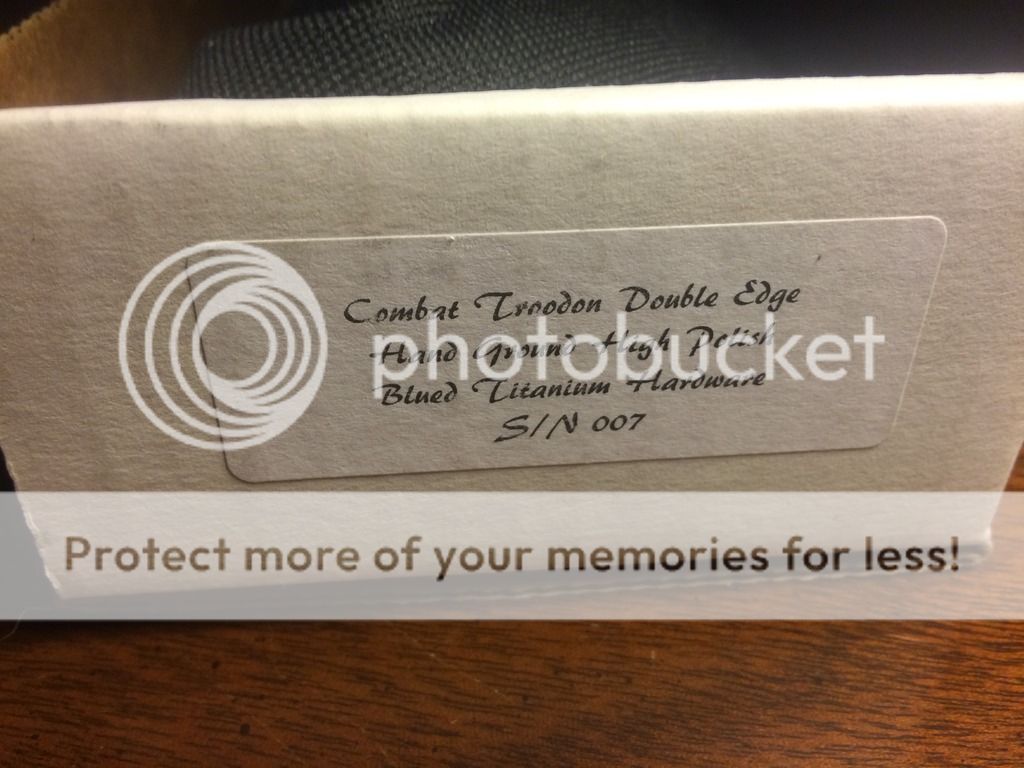 Combat Troodon Double Edge
Hand Ground High Polish
Blued Titanium Hardware
S/N 007
photobucket
Protect more of your memories for less!